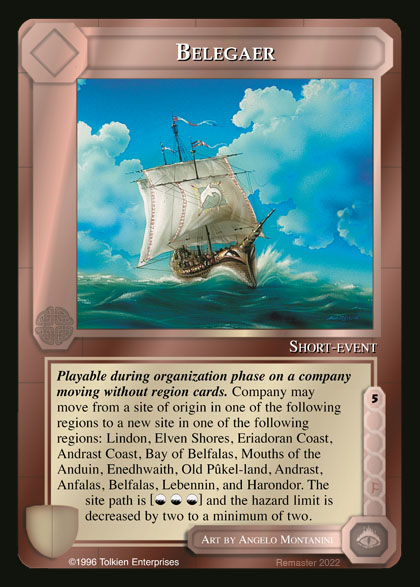 BELEGAER
SHORT-EVENT
Playable during organization phase on a company
moving without region cards. Company may
move from a site of origin in one of the following
regions to a new site in one of the following
regions: Lindon, Elven Shores, Eriadoran Coast,
Andrast Coast, Bay of Belfalas, Mouths of the
Anduin, Enedhwaith, Old Pûkel-land, Andrast,
Anfalas, Belfalas, Lebennin, and Harondor. The
site path is [ ] and the hazard limit is
decreased by two to a minimum of two.
5
R
ART BY ANGELO MONTANINI
©1996 Tolkien Enterprises
Remaster 2022